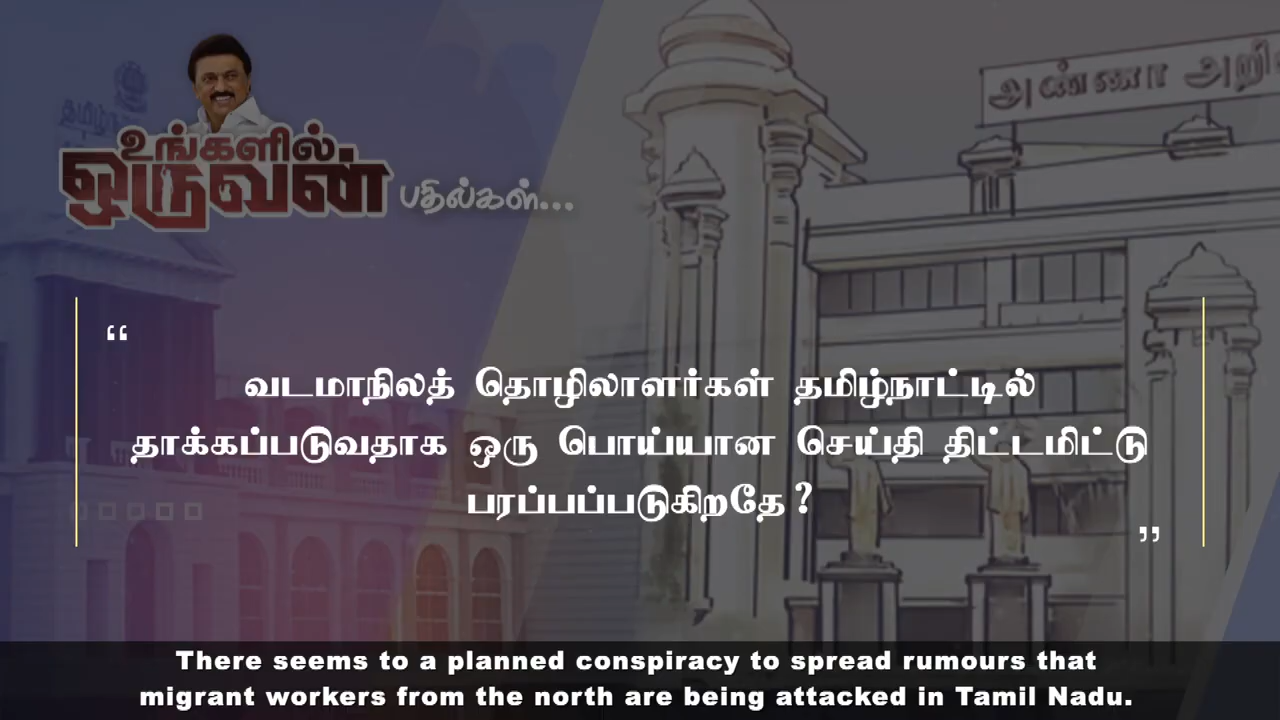 உங்களில்
ஒருவன் பதில்கள்...
அண்ணா
“
வடமாநிலத் தொழிலாளர்கள் தமிழ்நாட்டில்
தாக்கப்படுவதாக ஒரு பொய்யான செய்தி திட்டமிட்டு
பரப்பப்படுகிறதே?
”
There seems to a planned conspiracy to spread rumours that
migrant workers from the north are being attacked in Tamil Nadu.